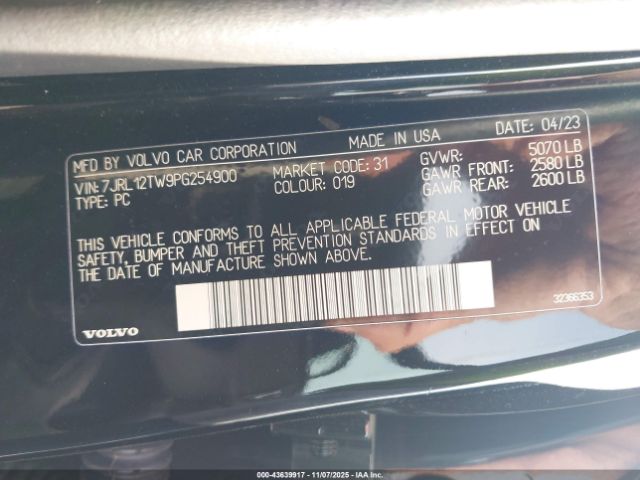 MFD BY VOLVO CAR CORPORATION MADE IN USA DATE: 04/23
VIN: 7JRL12TW9PG254900 MARKET CODE: 31 GVWR: 5070 LB
TYPE: PC COLOUR: 019 GAWR FRONT: 2580 LB
GAWR REAR: 2600 LB
THIS VEHICLE CONFORMS TO ALL APPLICABLE FEDERAL MOTOR VEHICLE
SAFETY, BUMPER AND THEFT PREVENTION STANDARDS IN EFFECT ON
THE DATE OF MANUFACTURE SHOWN ABOVE.
VOLVO 32366353
000-43639917 - 11/07/2025 - © IAA Inc.